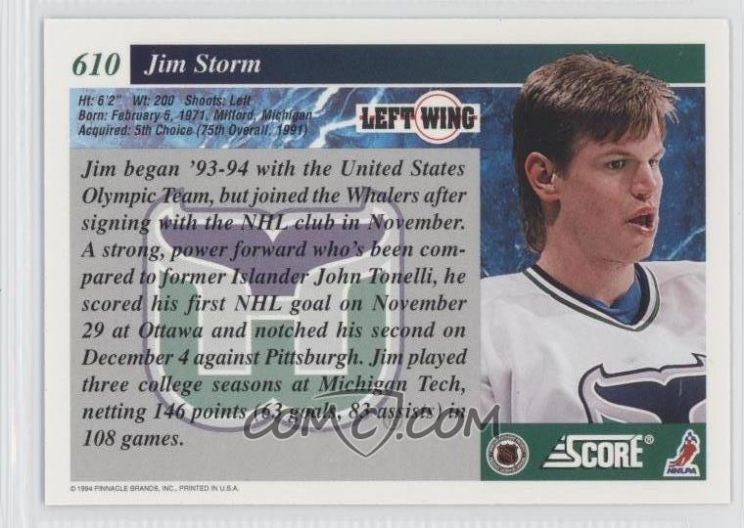 610 Jim Storm
Ht: 6'2" Wt: 200 Shoots: Left
Born: February 5, 1971, Milford, Michigan
Acquired: 5th Choice (75th Overall, 1991)
LEFT WING
Jim began '93-94 with the United States
Olympic Team, but joined the Whalers after
signing with the NHL club in November.
A strong, power forward who's been com-
pared to former Islander John Tonelli, he
scored his first NHL goal on November
29 at Ottawa and notched his second on
December 4 against Pittsburgh. Jim played
three college seasons at Michigan Tech,
netting 146 points (63 goals, 83 assists) in
108 games.
COMC.COM
SCORE®
NHLPA
© 1994 PINNACLE BRANDS, INC., PRINTED IN U.S.A.